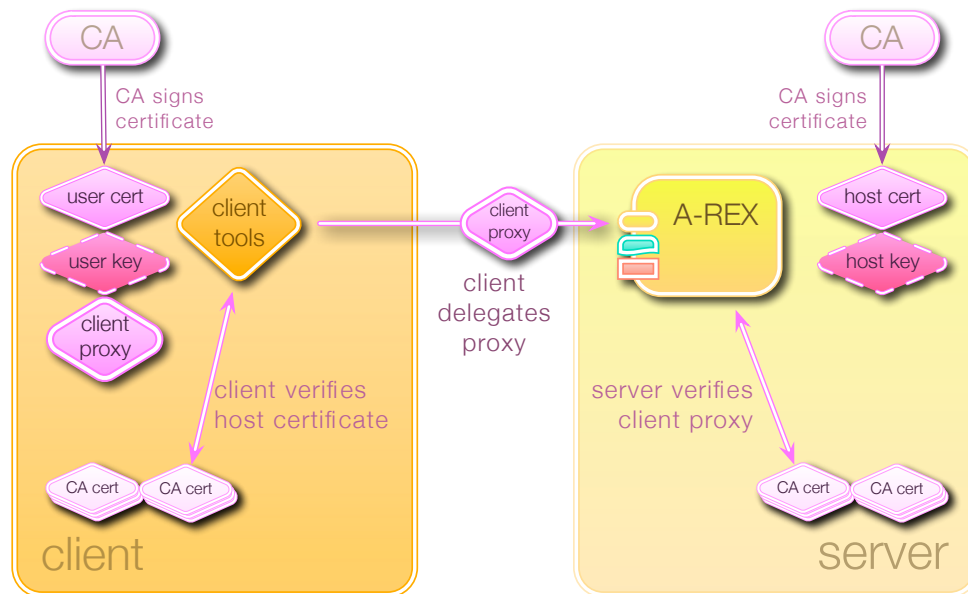 CA
CA signs
certificate
user cert
user key
client
proxy
client
tools
client verifies
host certificate
CA cert
CA cert
client
client
proxy
client
delegates
proxy
CA
CA signs
certificate
A-REX
host cert
host key
server verifies
client proxy
CA cert
CA cert
server